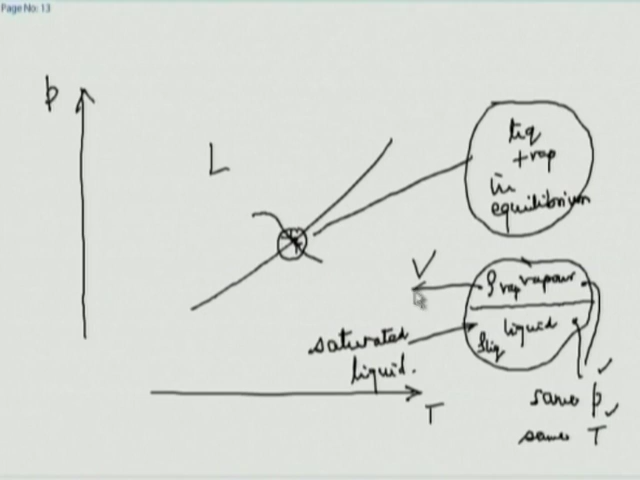 Page No: 13
p
L
liq
+ vap
in
equilibrium
V
ρvap vapour
liquid
ρliq
saturated
liquid.
same p
same T
T